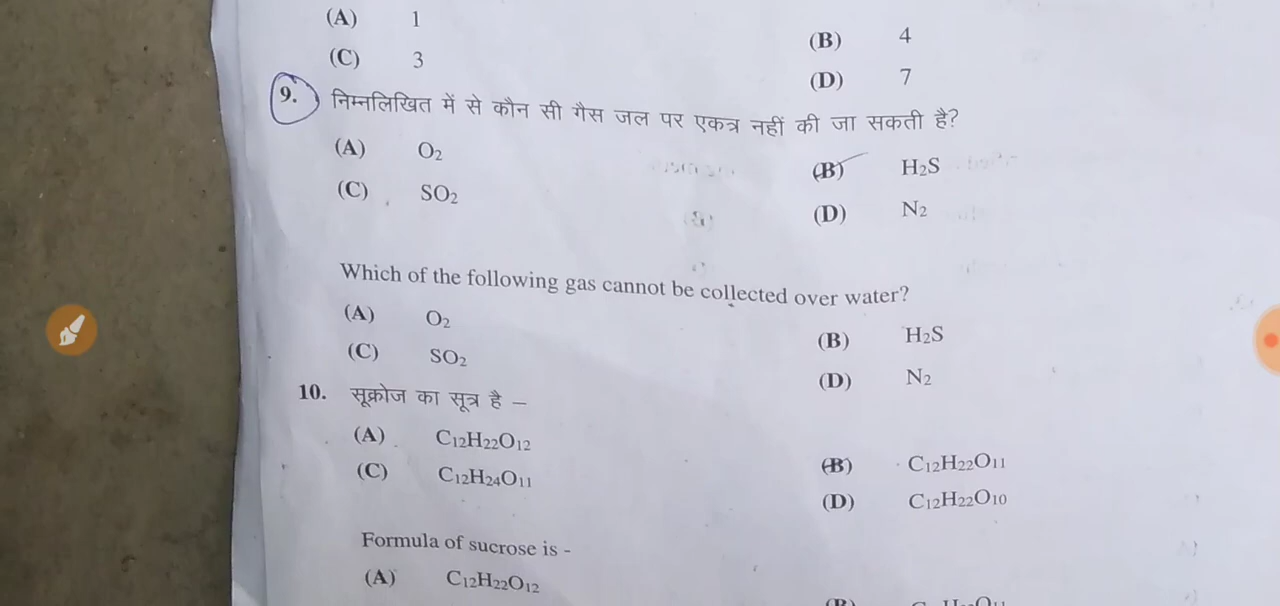 (A) 1 (B) 4
(C) 3 (D) 7
9. निम्नलिखित में से कौन सी गैस जल पर एकत्र नहीं की जा सकती है?
(A) O2 (B) H2S
(C) SO2 (D) N2
Which of the following gas cannot be collected over water?
(A) O2 (B) H2S
(C) SO2 (D) N2
10. सूक्रोज का सूत्र है –
(A) C12H22O12 (B) C12H22O11
(C) C12H24O11 (D) C12H22O10
Formula of sucrose is -
(A) C12H22O12 (B)